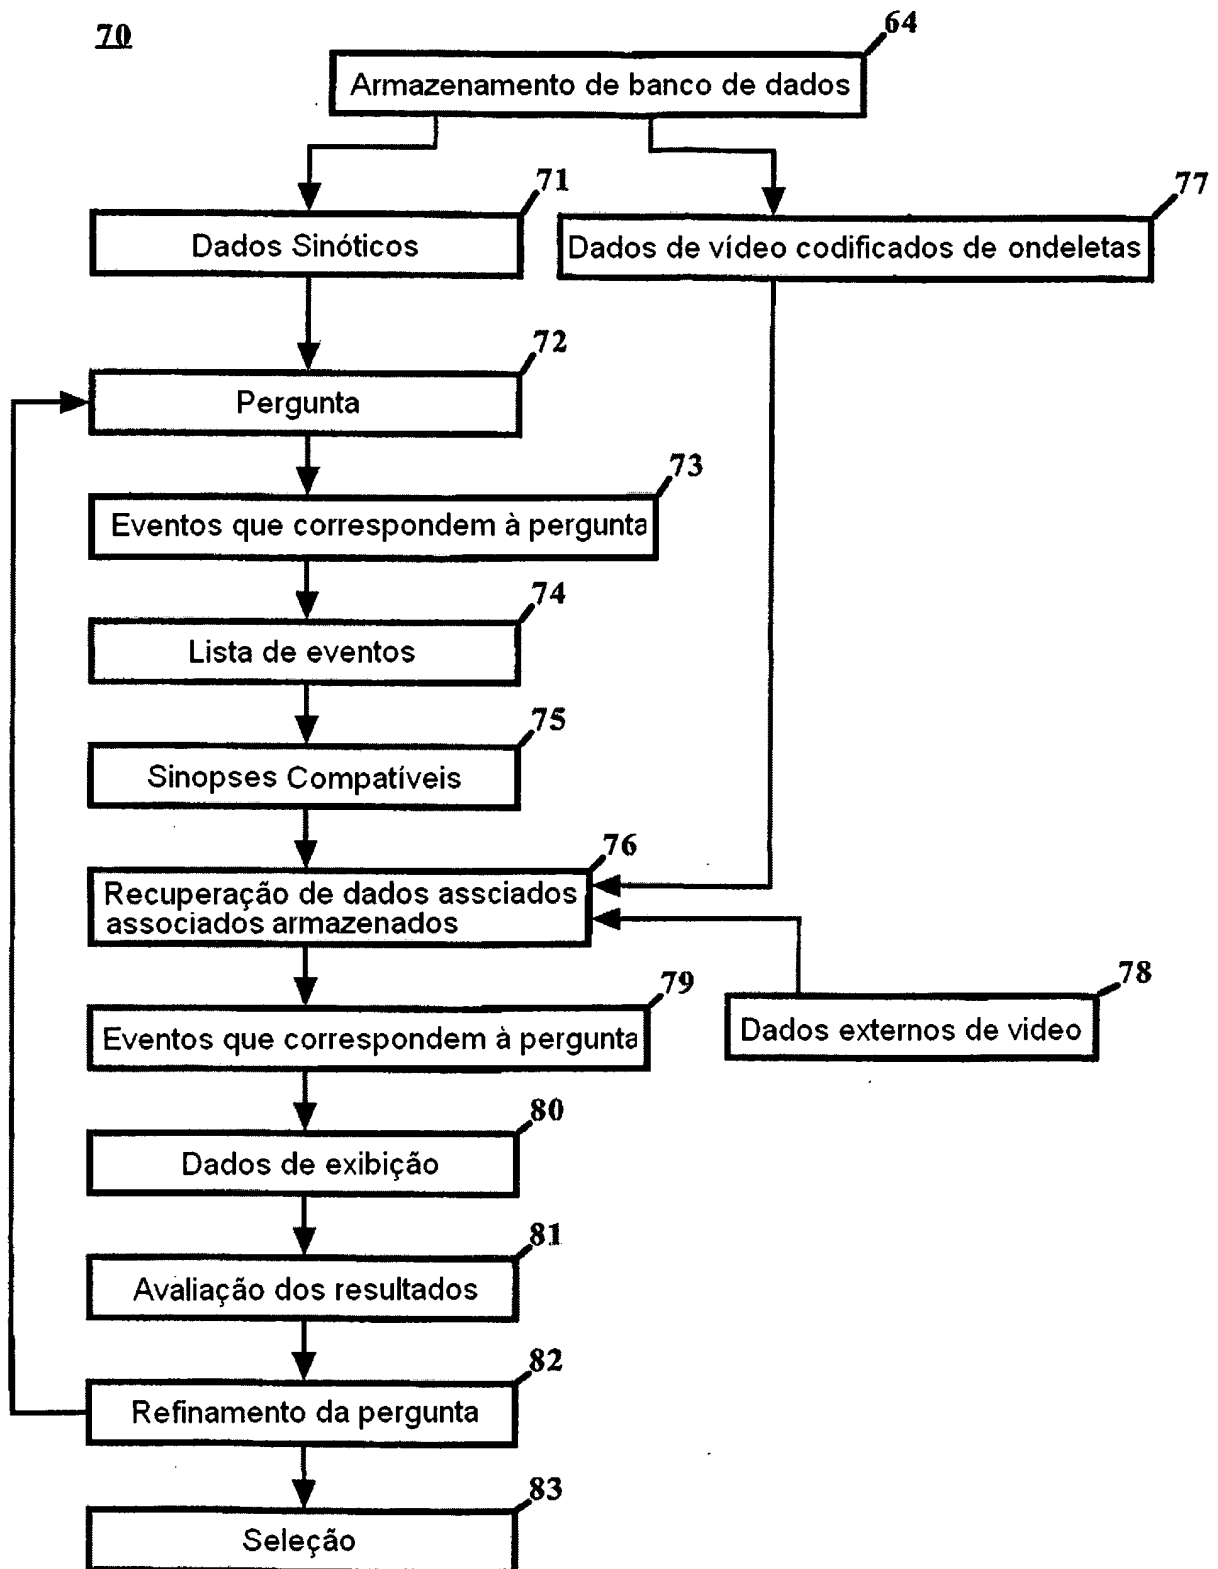 70
64
Armazenamento de banco de dados
71
77
Dados Sinóticos
Dados de vídeo codificados de ondeletas
72
Pergunta
73
Eventos que correspondem à pergunta
74
Lista de eventos
75
Sinopses Compatíveis
76
Recuperação de dados assciados
associados armazenados
79
78
Eventos que correspondem à pergunta
Dados externos de video
80
Dados de exibição
81
Avaliação dos resultados
82
Refinamento da pergunta
83
Seleção